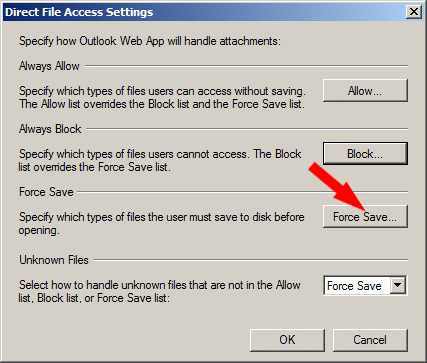 Direct File Access Settings
Specify how Outlook Web App will handle attachments:
Always Allow
Specify which types of files users can access without saving.
The Allow list overrides the Block list and the Force Save list.
Allow...
Always Block
Specify which types of files users cannot access. The Block
list overrides the Force Save list.
Block...
Force Save
Specify which types of files the user must save to disk before
opening.
Force Save...
Unknown Files
Select how to handle unknown files that are not in the Allow
list, Block list, or Force Save list:
Force Save
OK
Cancel